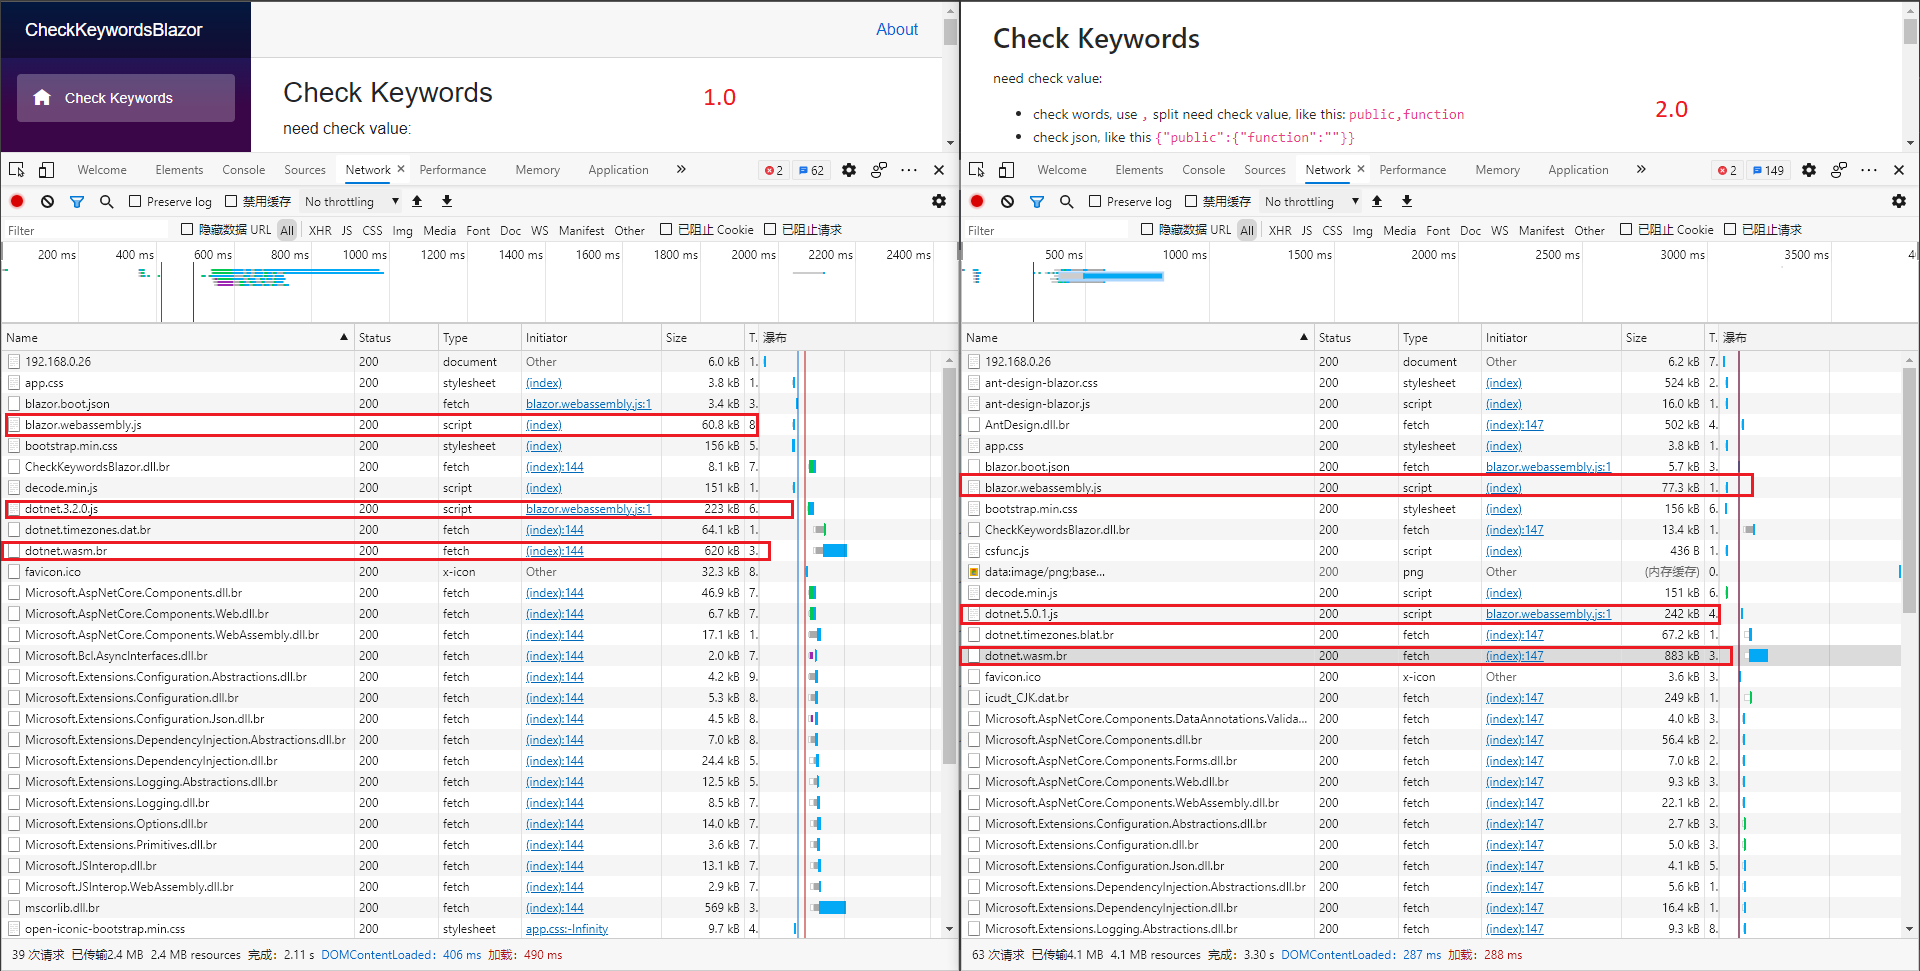 CheckKeywordsBlazor
About
Check Keywords
Check Keywords
1.0
need check value:
Welcome Elements Console Sources Network × Performance Memory Application » 2 62
Preserve log 禁用缓存 No throttling
Filter 隐藏数据 URL All XHR JS CSS Img Media Font Doc WS Manifest Other 已阻止 Cookie 已阻止请求
200 ms 400 ms 600 ms 800 ms 1000 ms 1200 ms 1400 ms 1600 ms 1800 ms 2000 ms 2200 ms 2400 ms
Name Status Type Initiator Size T. 瀑布
192.168.0.26 200 document Other 6.0 kB 1.
app.css 200 stylesheet (index) 3.8 kB 1.
blazor.boot.json 200 fetch blazor.webassembly.js:1 3.4 kB 3.
blazor.webassembly.js 200 script (index) 60.8 kB 8
bootstrap.min.css 200 stylesheet (index) 156 kB 5.
CheckKeywordsBlazor.dll.br 200 fetch (index):144 8.1 kB 7.
decode.min.js 200 script (index) 151 kB 1.
dotnet.3.2.0.js 200 script blazor.webassembly.js:1 223 kB 6.
dotnet.timezones.dat.br 200 fetch (index):144 64.1 kB 1.
dotnet.wasm.br 200 fetch (index):144 620 kB 3.
favicon.ico 200 x-icon Other 32.3 kB 8.
Microsoft.AspNetCore.Components.dll.br 200 fetch (index):144 46.9 kB 7.
Microsoft.AspNetCore.Components.Web.dll.br 200 fetch (index):144 6.7 kB 7.
Microsoft.AspNetCore.Components.WebAssembly.dll.br 200 fetch (index):144 17.1 kB 1.
Microsoft.Bcl.AsyncInterfaces.dll.br 200 fetch (index):144 2.0 kB 7.
Microsoft.Extensions.Configuration.Abstractions.dll.br 200 fetch (index):144 4.2 kB 9.
Microsoft.Extensions.Configuration.dll.br 200 fetch (index):144 5.3 kB 8.
Microsoft.Extensions.Configuration.Json.dll.br 200 fetch (index):144 4.5 kB 8.
Microsoft.Extensions.DependencyInjection.Abstractions.dll.br 200 fetch (index):144 7.0 kB 8.
Microsoft.Extensions.DependencyInjection.dll.br 200 fetch (index):144 24.4 kB 5.
Microsoft.Extensions.Logging.Abstractions.dll.br 200 fetch (index):144 12.5 kB 5.
Microsoft.Extensions.Logging.dll.br 200 fetch (index):144 8.5 kB 7.
Microsoft.Extensions.Options.dll.br 200 fetch (index):144 14.0 kB 7.
Microsoft.Extensions.Primitives.dll.br 200 fetch (index):144 3.6 kB 7.
Microsoft.JSInterop.dll.br 200 fetch (index):144 13.1 kB 7.
Microsoft.JSInterop.WebAssembly.dll.br 200 fetch (index):144 2.9 kB 7.
mscorlib.dll.br 200 fetch (index):144 569 kB 3.
open-iconic-bootstrap.min.css 200 stylesheet app.css:-Infinity 9.7 kB 4.
39 次请求 已传输2.4 MB 2.4 MB resources 完成：2.11 s DOMContentLoaded：406 ms 加载：490 ms
Check Keywords
need check value:
2.0
• check words, use , split need check value, like this: public,function
• check json, like this {"public":{"function":""}}
Welcome Elements Console Sources Network × Performance Memory Application » 2 149
Preserve log 禁用缓存 No throttling
Filter 隐藏数据 URL All XHR JS CSS Img Media Font Doc WS Manifest Other 已阻止 Cookie 已阻止请求
500 ms 1000 ms 1500 ms 2000 ms 2500 ms 3000 ms 3500 ms
Name Status Type Initiator Size T. 瀑布
192.168.0.26 200 document Other 6.2 kB 7.
ant-design-blazor.css 200 stylesheet (index) 524 kB 2.
ant-design-blazor.js 200 script (index) 16.0 kB 1.
AntDesign.dll.br 200 fetch (index):147 502 kB 4.
app.css 200 stylesheet (index) 3.8 kB 1.
blazor.boot.json 200 fetch blazor.webassembly.js:1 5.7 kB 3.
blazor.webassembly.js 200 script (index) 77.3 kB 1.
bootstrap.min.css 200 stylesheet (index) 156 kB 6.
CheckKeywordsBlazor.dll.br 200 fetch (index):147 13.4 kB 1.
csfunc.js 200 script (index) 436 B 1.
data:image/png;base... 200 png Other (内存缓存) 0.
decode.min.js 200 script (index) 151 kB 6.
dotnet.5.0.1.js 200 script blazor.webassembly.js:1 242 kB 4.
dotnet.timezones.blat.br 200 fetch (index):147 67.2 kB 1.
dotnet.wasm.br 200 fetch (index):147 883 kB 3.
favicon.ico 200 x-icon Other 3.6 kB 3.
icudt_CJK.dat.br 200 fetch (index):147 249 kB 1.
Microsoft.AspNetCore.Components.DataAnnotations.Valida... 200 fetch (index):147 4.0 kB 3.
Microsoft.AspNetCore.Components.dll.br 200 fetch (index):147 56.4 kB 2.
Microsoft.AspNetCore.Components.Forms.dll.br 200 fetch (index):147 7.0 kB 2.
Microsoft.AspNetCore.Components.Web.dll.br 200 fetch (index):147 9.3 kB 3.
Microsoft.AspNetCore.Components.WebAssembly.dll.br 200 fetch (index):147 22.1 kB 2.
Microsoft.Extensions.Configuration.Abstractions.dll.br 200 fetch (index):147 2.7 kB 3.
Microsoft.Extensions.Configuration.dll.br 200 fetch (index):147 5.0 kB 3.
Microsoft.Extensions.Configuration.Json.dll.br 200 fetch (index):147 4.1 kB 5.
Microsoft.Extensions.DependencyInjection.Abstractions.dll.br 200 fetch (index):147 5.6 kB 1.
Microsoft.Extensions.DependencyInjection.dll.br 200 fetch (index):147 16.4 kB 1.
Microsoft.Extensions.Logging.Abstractions.dll.br 200 fetch (index):147 9.3 kB 8.
63 次请求 已传输4.1 MB 4.1 MB resources 完成：3.30 s DOMContentLoaded：287 ms 加载：288 ms